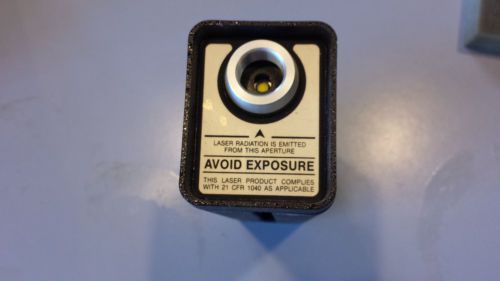 LASER RADIATION IS EMITTED
FROM THIS APERTURE
AVOID EXPOSURE
THIS LASER PRODUCT COMPLIES
WITH 21 CFR 1040 AS APPLICABLE